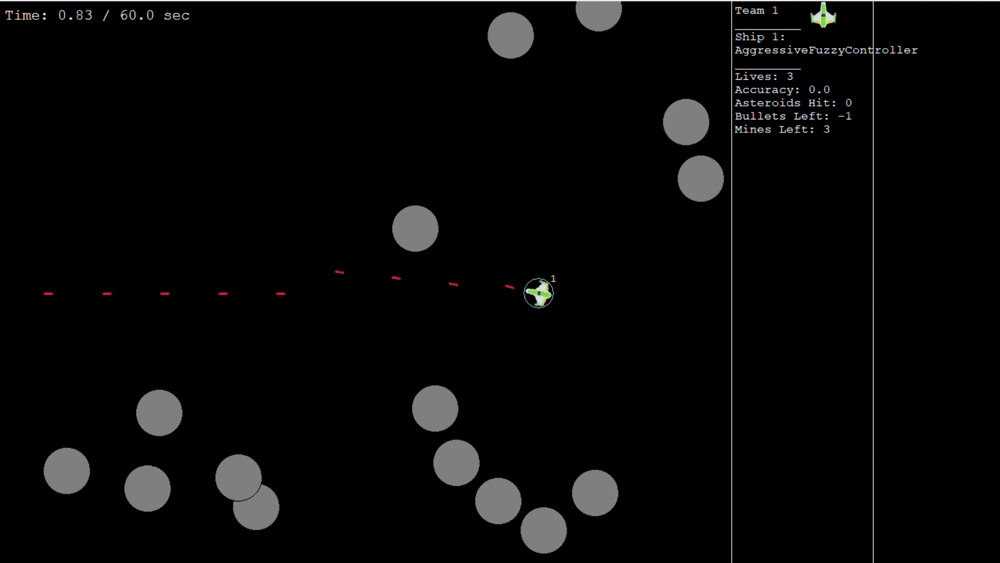 Time: 0.83 / 60.0 sec
Team 1
Ship 1:
AggressiveFuzzyController
Lives: 3
Accuracy: 0.0
Asteroids Hit: 0
Bullets Left: -1
Mines Left: 3
1